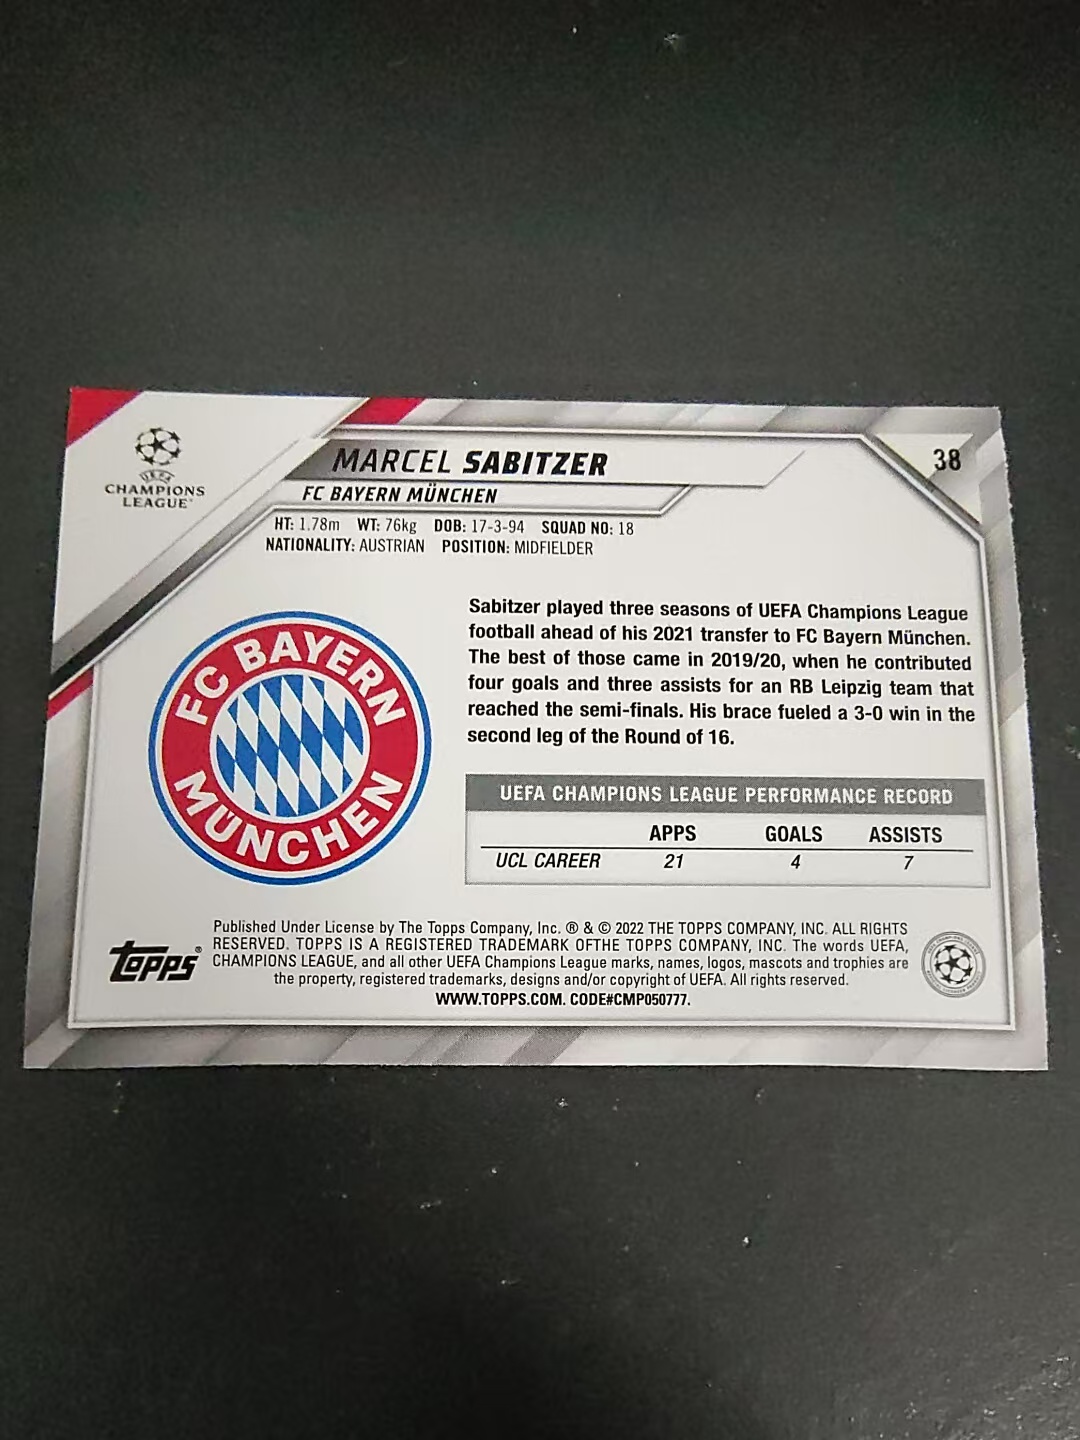 38
MARCEL SABITZER
FC BAYERN MÜNCHEN
UEFA
CHAMPIONS
LEAGUE
HT: 1.78m WT: 76kg DOB: 17-3-94 SQUAD NO: 18
NATIONALITY: AUSTRIAN POSITION: MIDFIELDER
FC BAYERN
MÜNCHEN
Sabitzer played three seasons of UEFA Champions League
football ahead of his 2021 transfer to FC Bayern München.
The best of those came in 2019/20, when he contributed
four goals and three assists for an RB Leipzig team that
reached the semi-finals. His brace fueled a 3-0 win in the
second leg of the Round of 16.
UEFA CHAMPIONS LEAGUE PERFORMANCE RECORD
APPS GOALS ASSISTS
UCL CAREER 21 4 7
Topps®
Published Under License by The Topps Company, Inc. ® & © 2022 THE TOPPS COMPANY, INC. ALL RIGHTS
RESERVED. TOPPS IS A REGISTERED TRADEMARK OFTHE TOPPS COMPANY, INC. The words UEFA,
CHAMPIONS LEAGUE, and all other UEFA Champions League marks, names, logos, mascots and trophies are
the property, registered trademarks, designs and/or copyright of UEFA. All rights reserved.
WWW.TOPPS.COM. CODE#CMP050777.